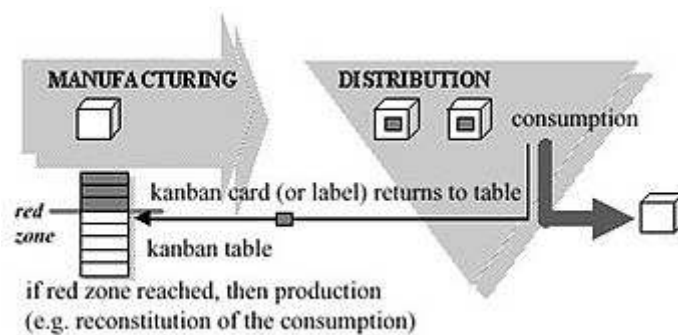 MANUFACTURING
DISTRIBUTION
consumption
kanban card (or label) returns to table
red
zone
kanban table
if red zone reached, then production
(e.g. reconstitution of the consumption)